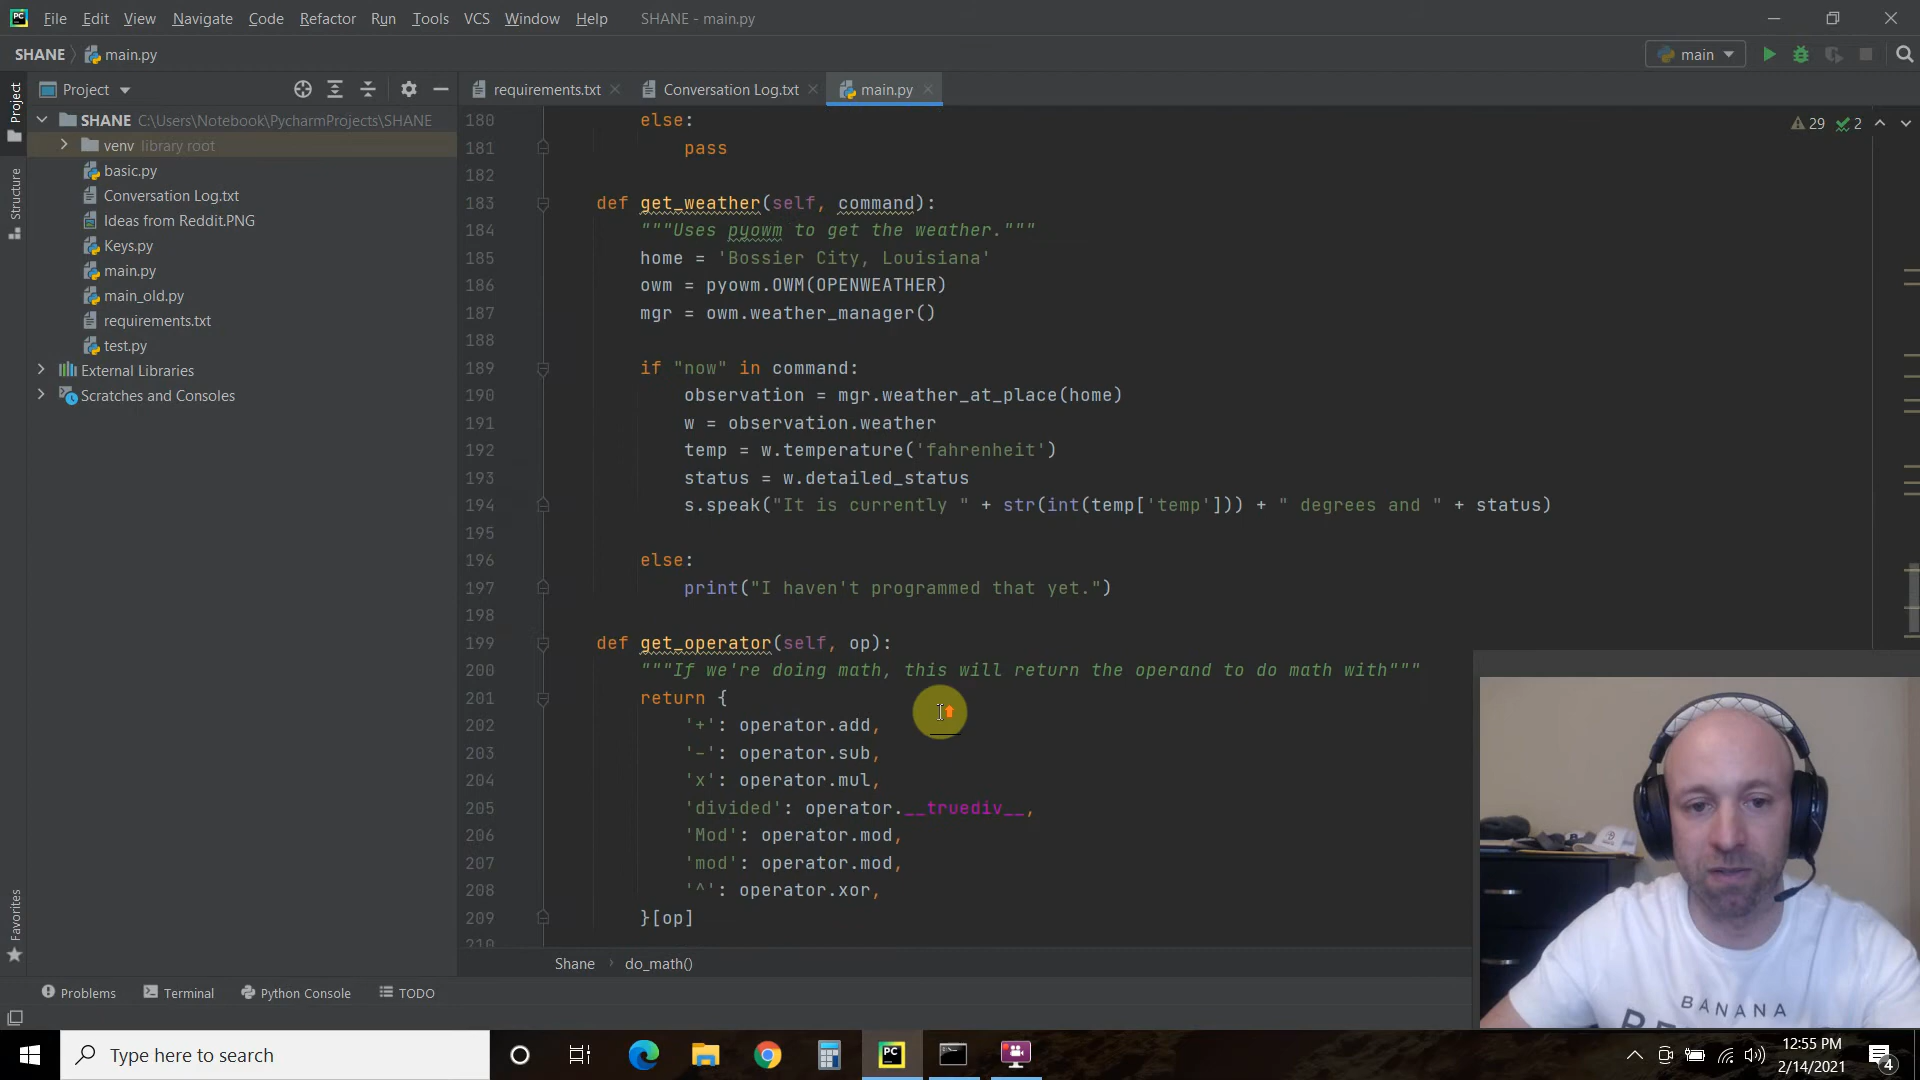 File Edit View Navigate Code Refactor Run Tools VCS Window Help SHANE - main.py
SHANE main.py main
Project
requirements.txt
Conversation Log.txt
main.py
Project
Structure
Favorites
SHANE C:\Users\Notebook\PycharmProjects\SHANE
venv library root
basic.py
Conversation Log.txt
Ideas from Reddit.PNG
Keys.py
main.py
main_old.py
requirements.txt
test.py
External Libraries
Scratches and Consoles
29 2
180 else:
181 pass
182
183 def get_weather(self, command):
184 """Uses pyowm to get the weather."""
185 home = 'Bossier City, Louisiana'
186 owm = pyowm.OWM(OPENWEATHER)
187 mgr = owm.weather_manager()
188
189 if "now" in command:
190 observation = mgr.weather_at_place(home)
191 w = observation.weather
192 temp = w.temperature('fahrenheit')
193 status = w.detailed_status
194 s.speak("It is currently " + str(int(temp['temp'])) + " degrees and " + status)
195
196 else:
197 print("I haven't programmed that yet.")
198
199 def get_operator(self, op):
200 """If we're doing math, this will return the operand to do math with"""
201 return {
202 '+': operator.add,
203 '-': operator.sub,
204 'x': operator.mul,
205 'divided': operator.__truediv__,
206 'Mod': operator.mod,
207 'mod': operator.mod,
208 '^': operator.xor,
209 }[op]
210
Shane do_math()
Problems Terminal Python Console TODO
BANANA
Type here to search
PC
12:55 PM
2/14/2021
4